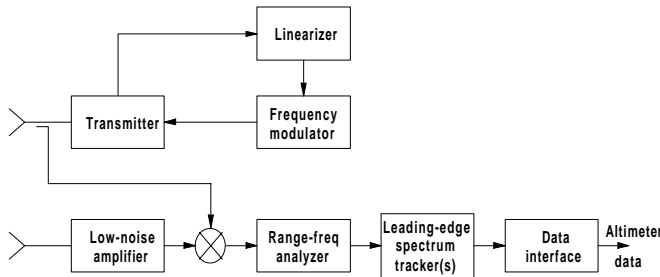 Linearizer
Transmitter
Frequency
modulator
Low-noise
amplifier
Range-freq
analyzer
Leading-edge
spectrum
tracker(s)
Data
interface
Altimeter
data